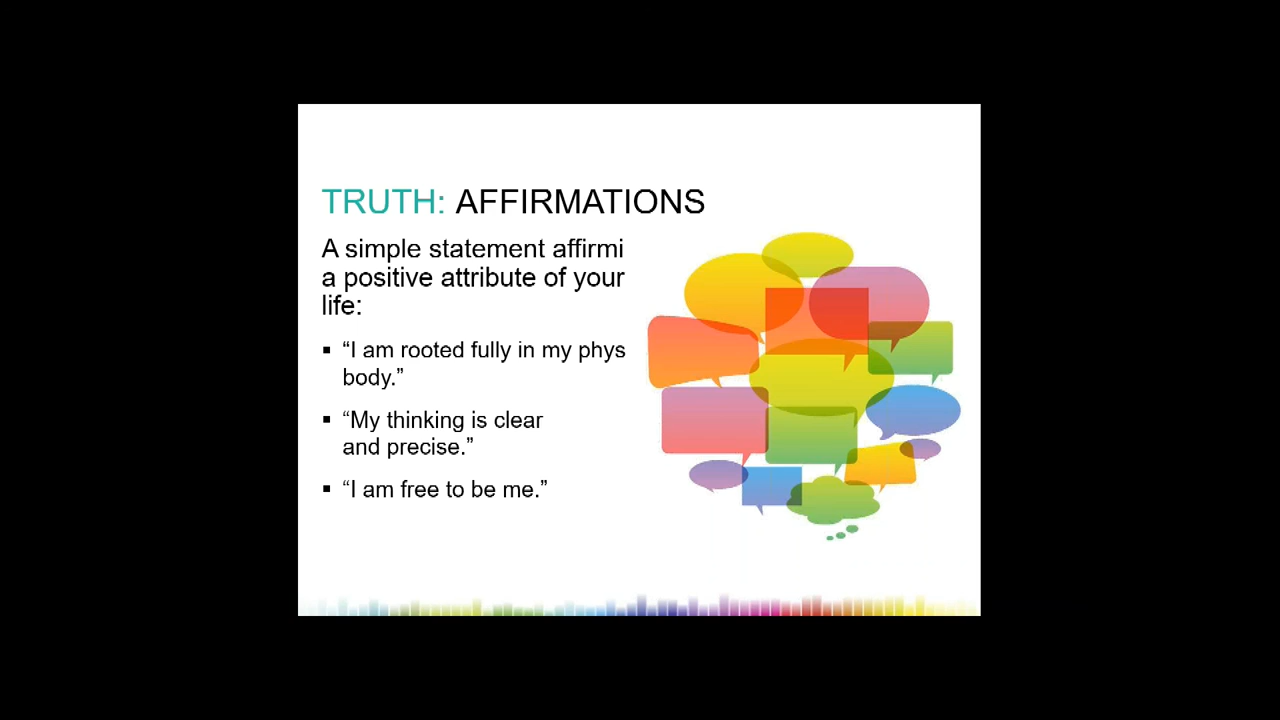 TRUTH: AFFIRMATIONS
A simple statement affirmi
a positive attribute of your
life:
▪ “I am rooted fully in my phys
body.”
▪ “My thinking is clear
and precise.”
▪ “I am free to be me.”